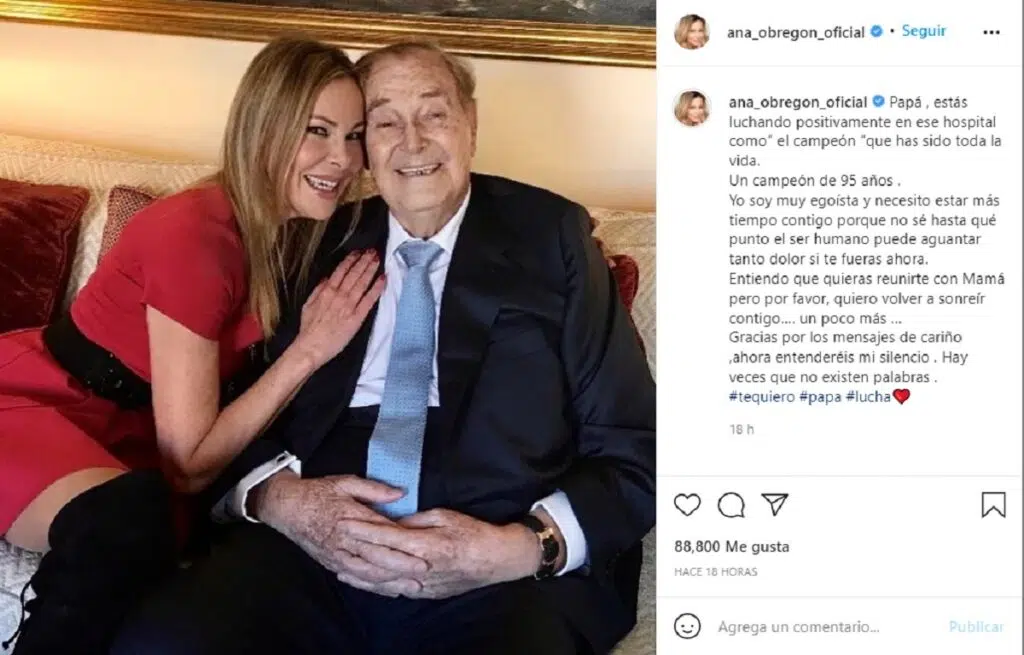 ana_obregon_oficial • Seguir
ana_obregon_oficial Papá , estás
luchando positivamente en ese hospital
como" el campeón "que has sido toda la
vida.
Un campeón de 95 años .
Yo soy muy egoísta y necesito estar más
tiempo contigo porque no sé hasta qué
punto el ser humano puede aguantar
tanto dolor si te fueras ahora.
Entiendo que quieras reunirte con Mamá
pero por favor, quiero volver a sonreír
contigo.... un poco más ...
Gracias por los mensajes de cariño
,ahora entenderéis mi silencio . Hay
veces que no existen palabras .
#tequiero #papa #lucha❤
18 h
88,800 Me gusta
HACE 18 HORAS
Agrega un comentario... Publicar